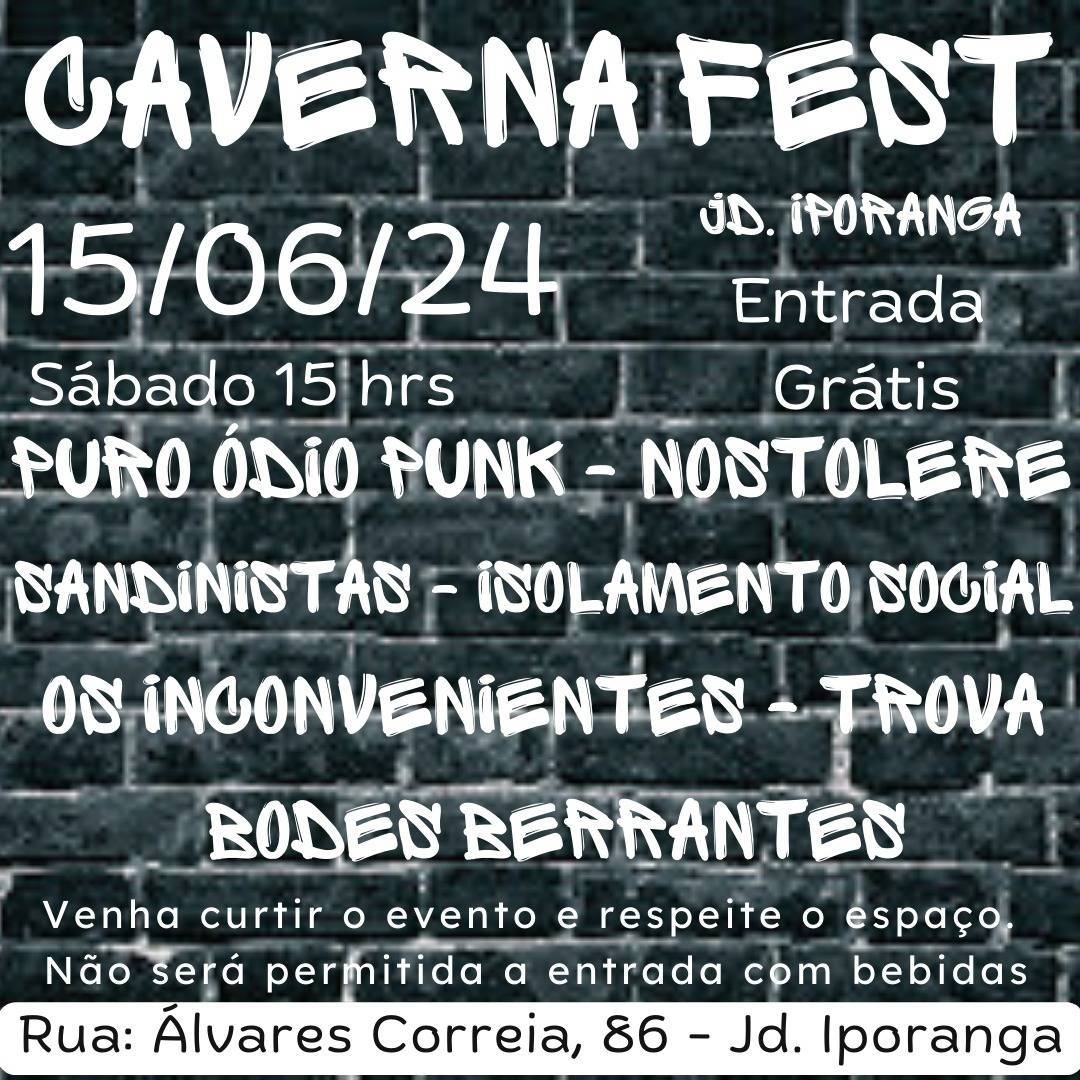 CAVERNA FEST
15/06/24
JD. IPORANGA
Entrada
Sábado 15 hrs
Grátis
PURO ÓDIO PUNK - NOSTOLERE
SANDINISTAS - ISOLAMENTO SOCIAL
OS INCONVENIENTES - TROVA
BODES BERRANTES
Venha curtir o evento e respeite o espaço.
Não será permitida a entrada com bebidas
Rua: Álvares Correia, 86 - Jd. Iporanga